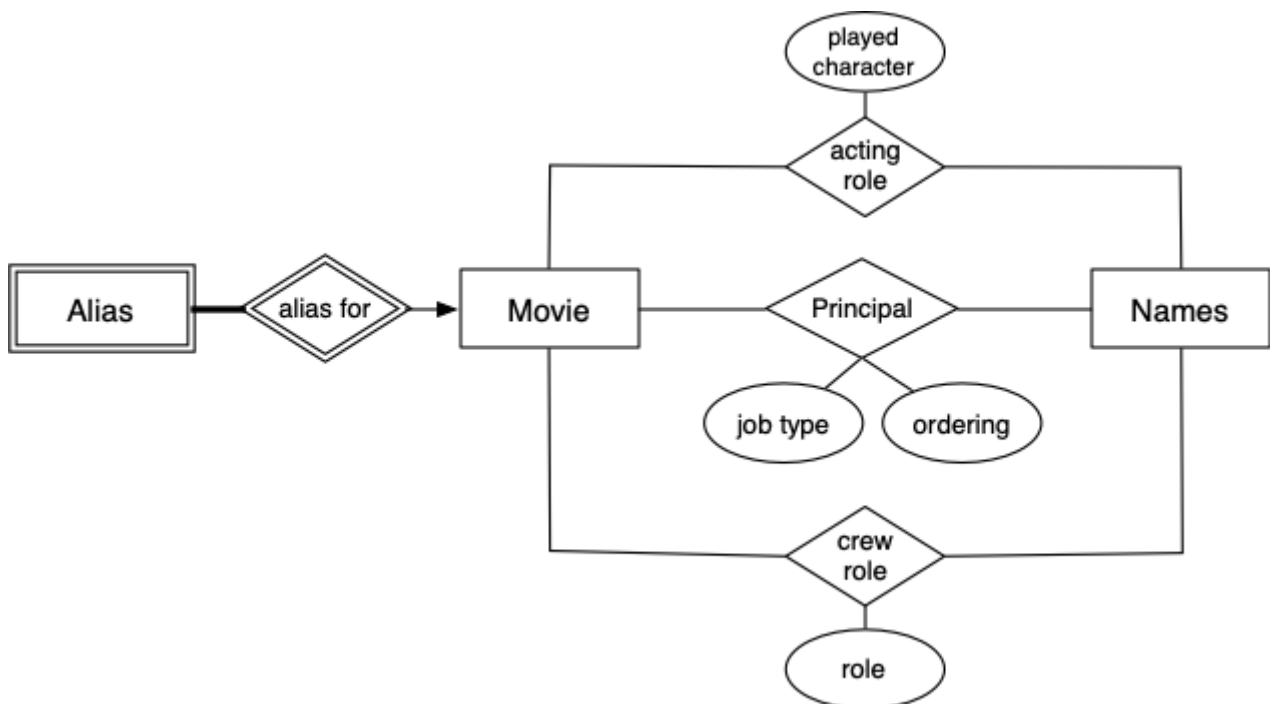 played
character
acting
role
Alias
alias for
Movie
Principal
Names
job type
ordering
crew
role
role